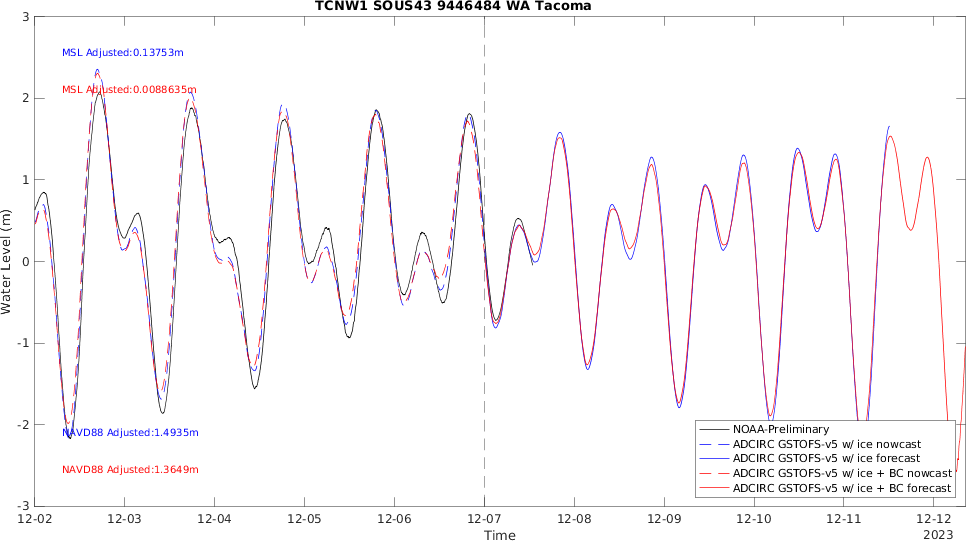 TCNW1 SOUS43 9446484 WA Tacoma
3
MSL Adjusted:0.13753m
MSL Adjusted:0.0088635m
2
1
0
-1
-2
-3
Water Level (m)
NAVD88 Adjusted:1.4935m
NAVD88 Adjusted:1.3649m
NOAA-Preliminary
ADCIRC GSTOFS-v5 w/ ice nowcast
ADCIRC GSTOFS-v5 w/ ice forecast
ADCIRC GSTOFS-v5 w/ ice + BC nowcast
ADCIRC GSTOFS-v5 w/ ice + BC forecast
12-02 12-03 12-04 12-05 12-06 12-07 12-08 12-09 12-10 12-11 12-12
Time
2023